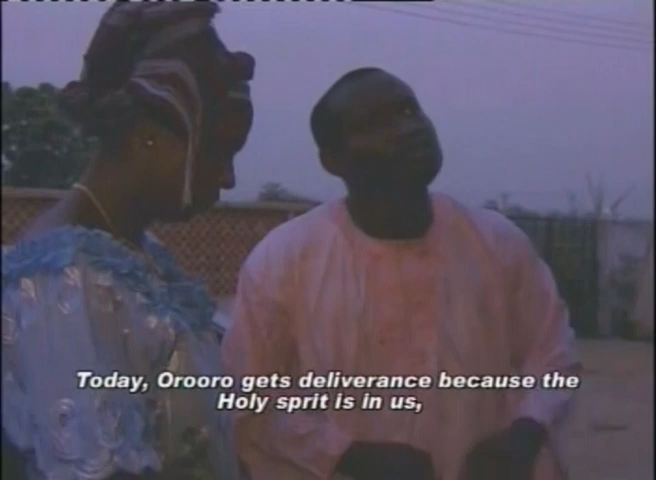 Today, Orooro gets deliverance because the
Holy sprit is in us,